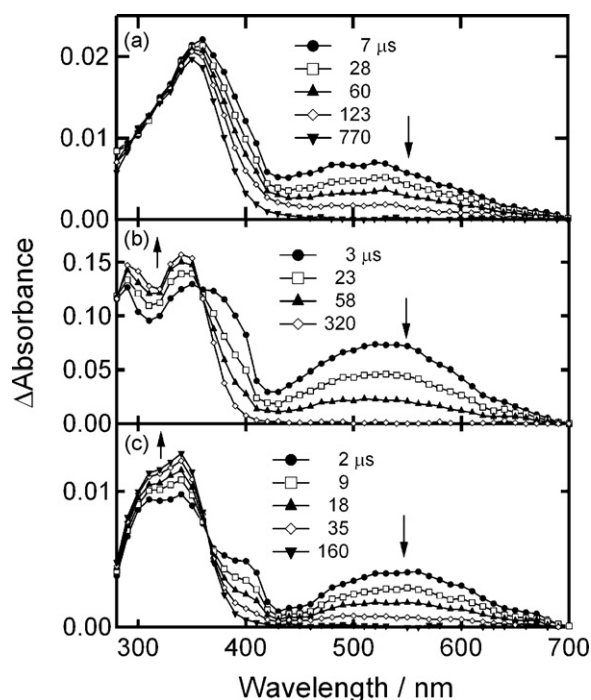 (a)
7 μs
28
60
123
770
0.02
0.01
0.00
(b)
3 μs
23
58
320
0.15
0.10
0.05
0.00
(c)
2 μs
9
18
35
160
0.01
0.00
ΔAbsorbance
300 400 500 600 700
Wavelength / nm